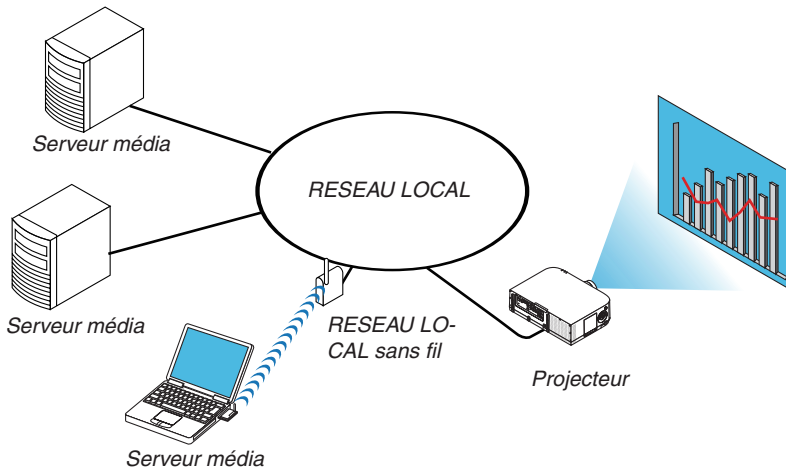 Serveur média
RESEAU LOCAL
Serveur média
RESEAU LO-
CAL sans fil
Projecteur
Serveur média